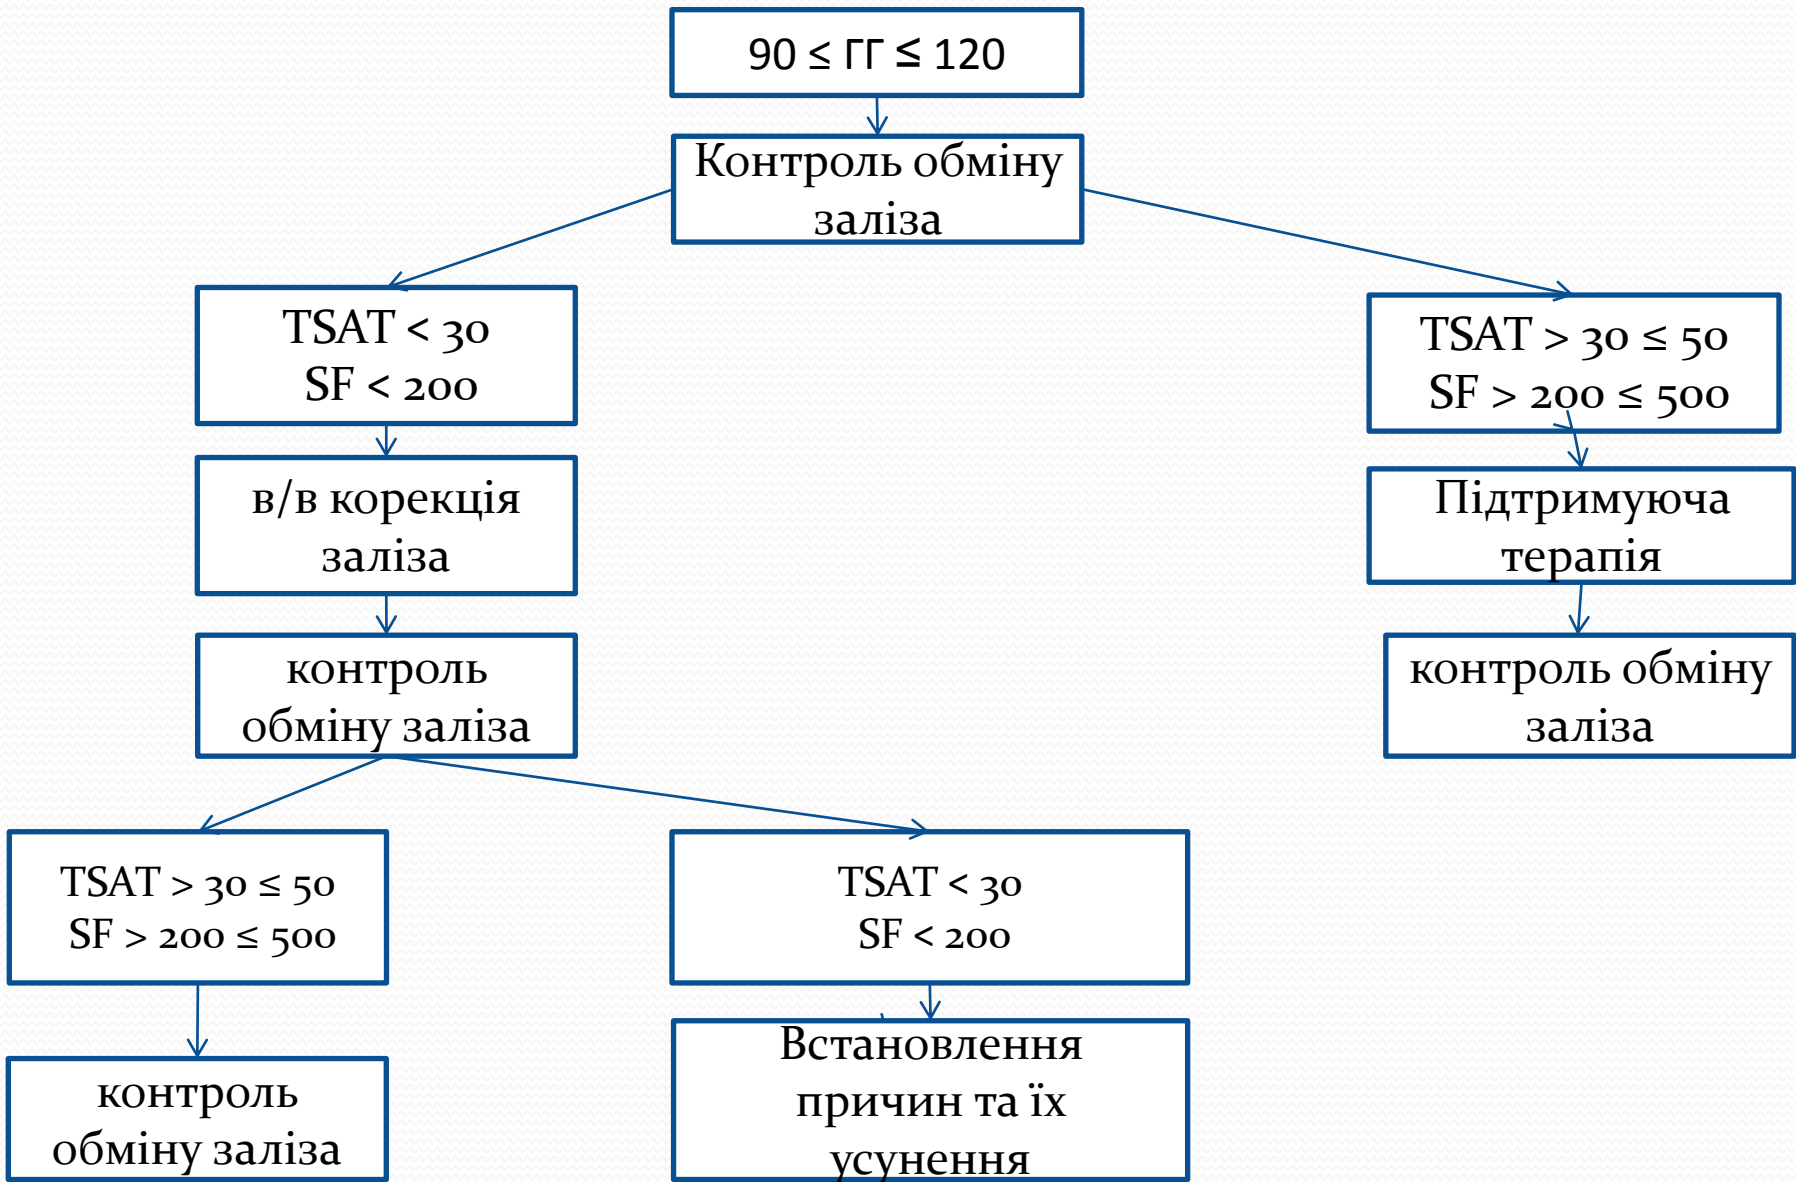 90 ≤ ГГ ≤ 120
Контроль обміну
заліза
TSAT < 30
SF < 200
TSAT > 30 ≤ 50
SF > 200 ≤ 500
в/в корекція
заліза
Підтримуюча
терапія
контроль
обміну заліза
контроль обміну
заліза
TSAT > 30 ≤ 50
SF > 200 ≤ 500
TSAT < 30
SF < 200
контроль
обміну заліза
Встановлення
причин та їх
усунення